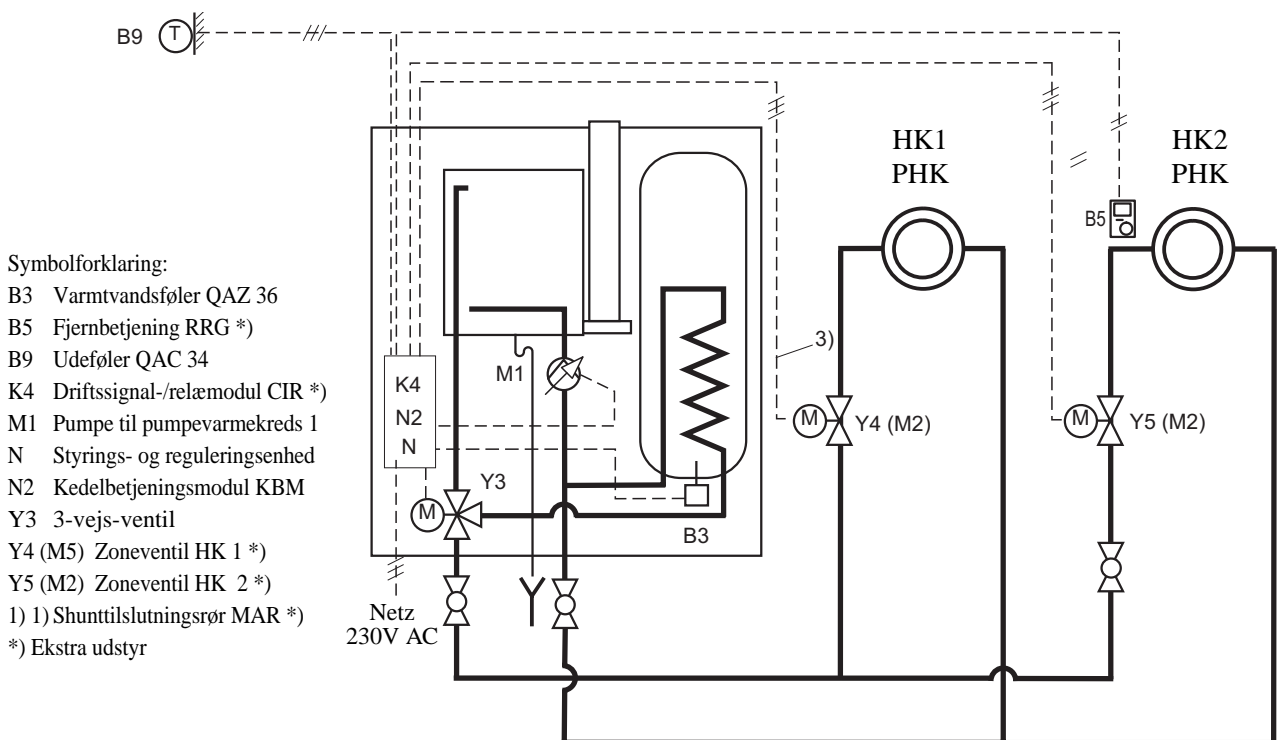 B9
T
HK1
PHK
HK2
PHK
B5
Symbolforklaring:
B3 Varmtvandsføler QAZ 36
B5 Fjernbetjening RRG *)
B9 Udeføler QAC 34
K4 Driftssignal-/relæmodul CIR *)
M1 Pumpe til pumpevarmekreds 1
N Styrings- og reguleringsenhed
N2 Kedelbetjeningsmodul KBM
Y3 3-vejs-ventil
Y4 (M5) Zoneventil HK 1 *)
Y5 (M2) Zoneventil HK 2 *)
1) 1) Shunttilslutningsrør MAR *)
*) Ekstra udstyr
K4
N2
N
M1
3)
M
Y4 (M2)
M
Y5 (M2)
Y3
M
B3
Netz
230V AC